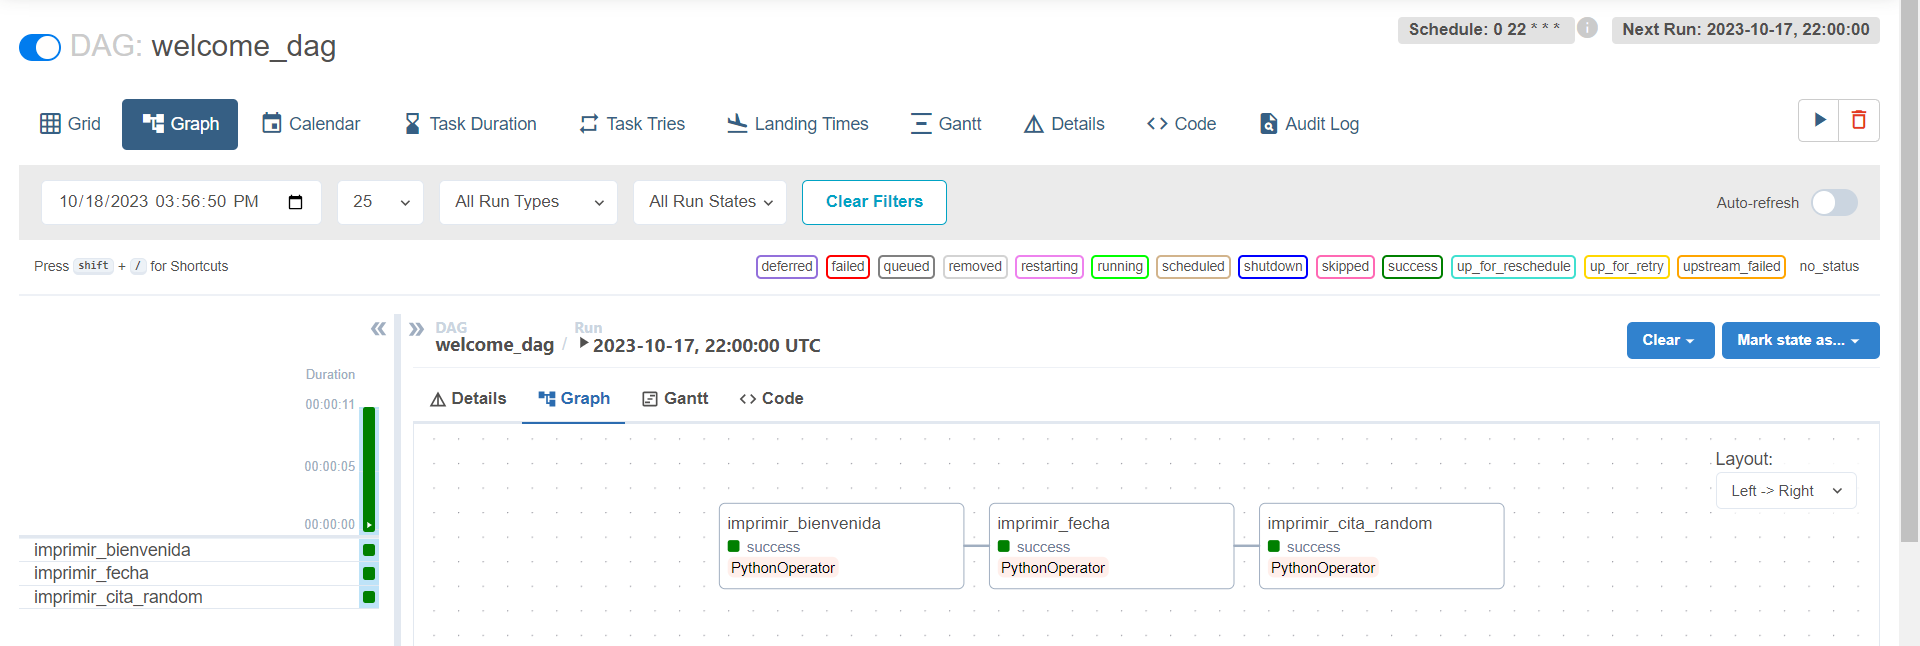 DAG: welcome_dag
Schedule: 0 22 * * *
i
Next Run: 2023-10-17, 22:00:00
Grid
Graph
Calendar
Task Duration
Task Tries
Landing Times
Gantt
Details
Code
Audit Log
10/18/2023 03:56:50 PM
25
All Run Types
All Run States
Clear Filters
Auto-refresh
Press shift + / for Shortcuts
deferred
failed
queued
removed
restarting
running
scheduled
shutdown
skipped
success
up_for_reschedule
up_for_retry
upstream_failed
no_status
Duration
00:00:11
00:00:05
00:00:00
imprimir_bienvenida
imprimir_fecha
imprimir_cita_random
DAG
welcome_dag
/
Run
2023-10-17, 22:00:00 UTC
Clear
Mark state as...
Details
Graph
Gantt
Code
Layout:
Left -> Right
imprimir_bienvenida
success
PythonOperator
imprimir_fecha
success
PythonOperator
imprimir_cita_random
success
PythonOperator